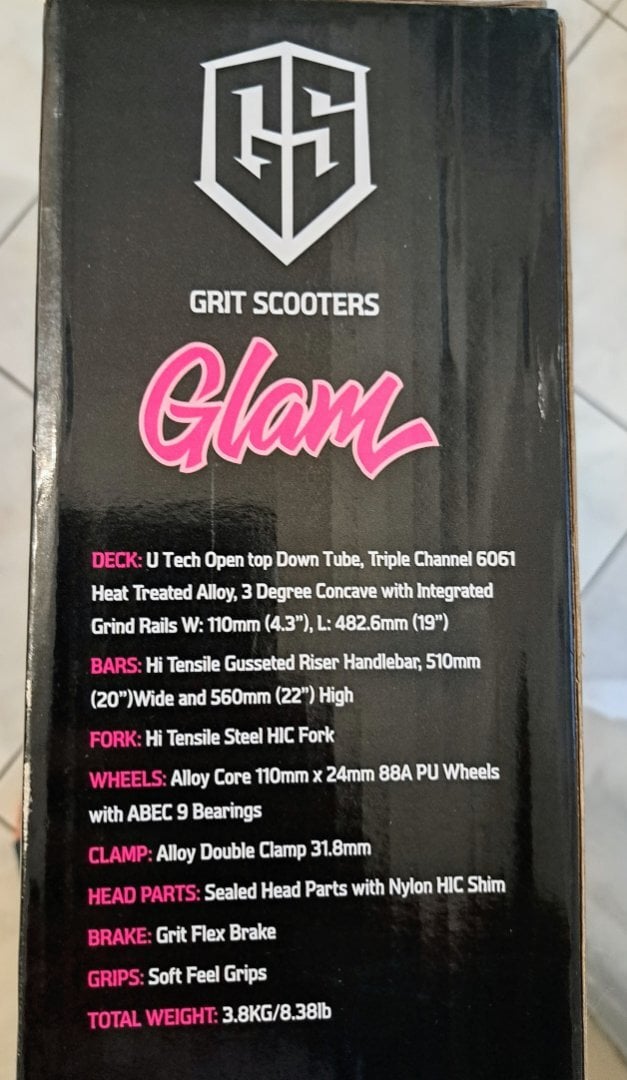 GS
GRIT SCOOTERS
Glam
DECK: U Tech Open top Down Tube, Triple Channel 6061
Heat Treated Alloy, 3 Degree Concave with Integrated
Grind Rails W: 110mm (4.3”), L: 482.6mm (19”)
BARS: Hi Tensile Gusseted Riser Handlebar, 510mm
(20”)Wide and 560mm (22”) High
FORK: Hi Tensile Steel HIC Fork
WHEELS: Alloy Core 110mm x 24mm 88A PU Wheels
with ABEC 9 Bearings
CLAMP: Alloy Double Clamp 31.8mm
HEAD PARTS: Sealed Head Parts with Nylon HIC Shim
BRAKE: Grit Flex Brake
GRIPS: Soft Feel Grips
TOTAL WEIGHT: 3.8KG/8.38lb